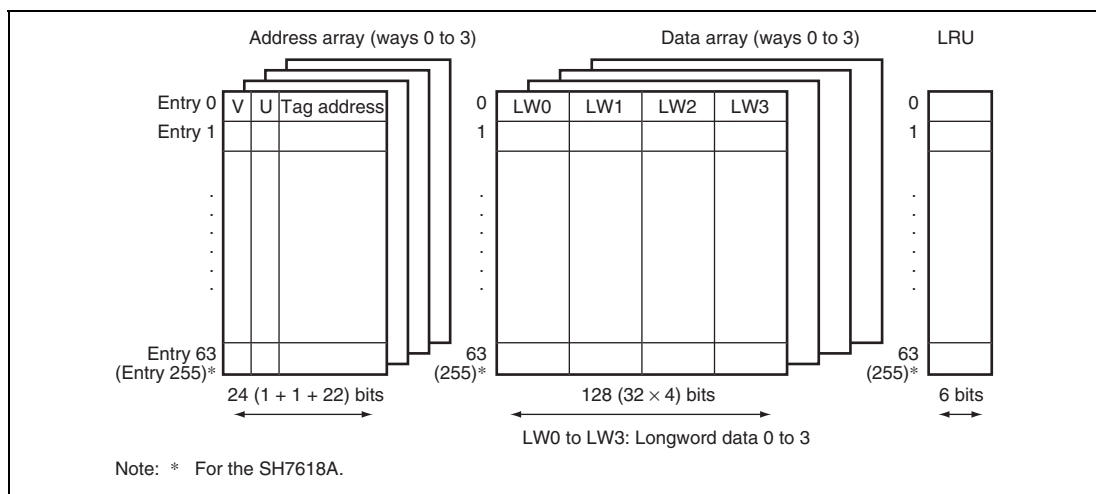 Address array (ways 0 to 3) Data array (ways 0 to 3) LRU
Entry 0 V U Tag address 0 LW0 LW1 LW2 LW3 0
Entry 1 1 1
Entry 63 63 63
(Entry 255)* (255)* (255)*
24 (1 + 1 + 22) bits 128 (32 × 4) bits 6 bits
LW0 to LW3: Longword data 0 to 3
Note: * For the SH7618A.